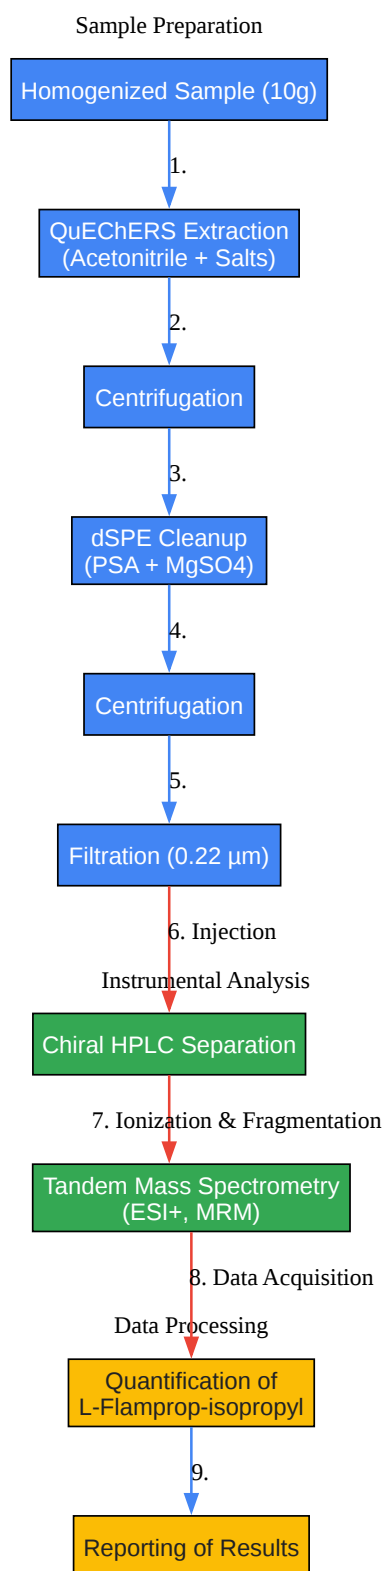 Sample Preparation
Homogenized Sample (10g)
1.
QuEChERS Extraction
(Acetonitrile + Salts)
2.
Centrifugation
3.
dSPE Cleanup
(PSA + MgSO4)
4.
Centrifugation
5.
Filtration (0.22 µm)
6. Injection
Instrumental Analysis
Chiral HPLC Separation
7. Ionization & Fragmentation
Tandem Mass Spectrometry
(ESI+, MRM)
8. Data Acquisition
Data Processing
Quantification of
L-Flamprop-isopropyl
9.
Reporting of Results